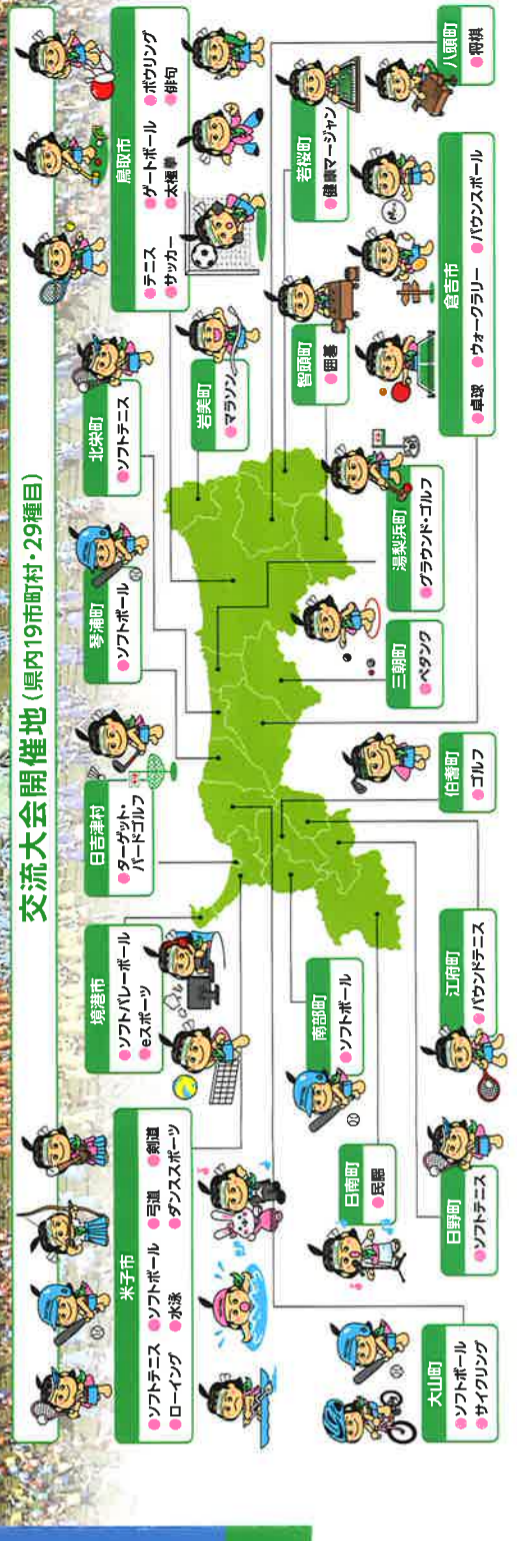 交流大会開催地(県内19市町村・29種目)
米子市
●ソフトテニス ●ソフトボール ●弓道 ●剣道
●ローイング ●水泳 ●ダンススポーツ
境港市
●ソフトバレーボール
●eスポーツ
日吉津村
●ターゲット・
バードゴルフ
琴浦町
●ソフトボール
北栄町
●ソフトテニス
鳥取市
●テニス ●ゲートボール ●ボウリング
●サッカー ●太極拳 ●俳句
岩美町
●マラソン
若桜町
●健康マージャン
八頭町
●将棋
智頭町
●囲碁
倉吉市
●卓球 ●ウォークラリー ●バウンスボール
湯梨浜町
●グラウンド・ゴルフ
三朝町
●ペタンク
伯耆町
●ゴルフ
南部町
●ソフトボール
江府町
●バウンドテニス
日南町
●民謡
日野町
●ソフトテニス
大山町
●ソフトボール
●サイクリング